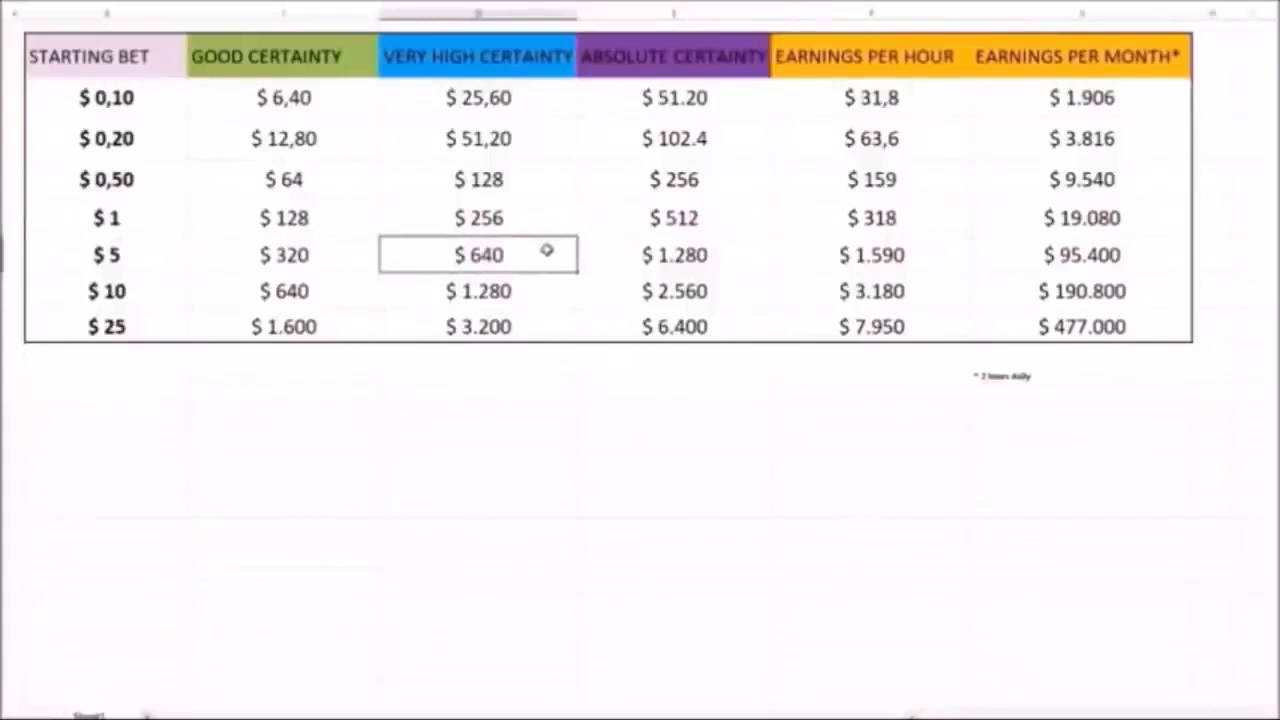 STARTING BET GOOD CERTAINTY VERY HIGH CERTAINTY ABSOLUTE CERTAINTY EARNINGS PER HOUR EARNINGS PER MONTH*
$ 0,10 $ 6,40 $ 25,60 $ 51.20 $ 31,8 $ 1.906
$ 0,20 $ 12,80 $ 51,20 $ 102.4 $ 63,6 $ 3.816
$ 0,50 $ 64 $ 128 $ 256 $ 159 $ 9.540
$ 1 $ 128 $ 256 $ 512 $ 318 $ 19.080
$ 5 $ 320 $ 640 $ 1.280 $ 1.590 $ 95.400
$ 10 $ 640 $ 1.280 $ 2.560 $ 3.180 $ 190.800
$ 25 $ 1.600 $ 3.200 $ 6.400 $ 7.950 $ 477.000
* 2 hours daily